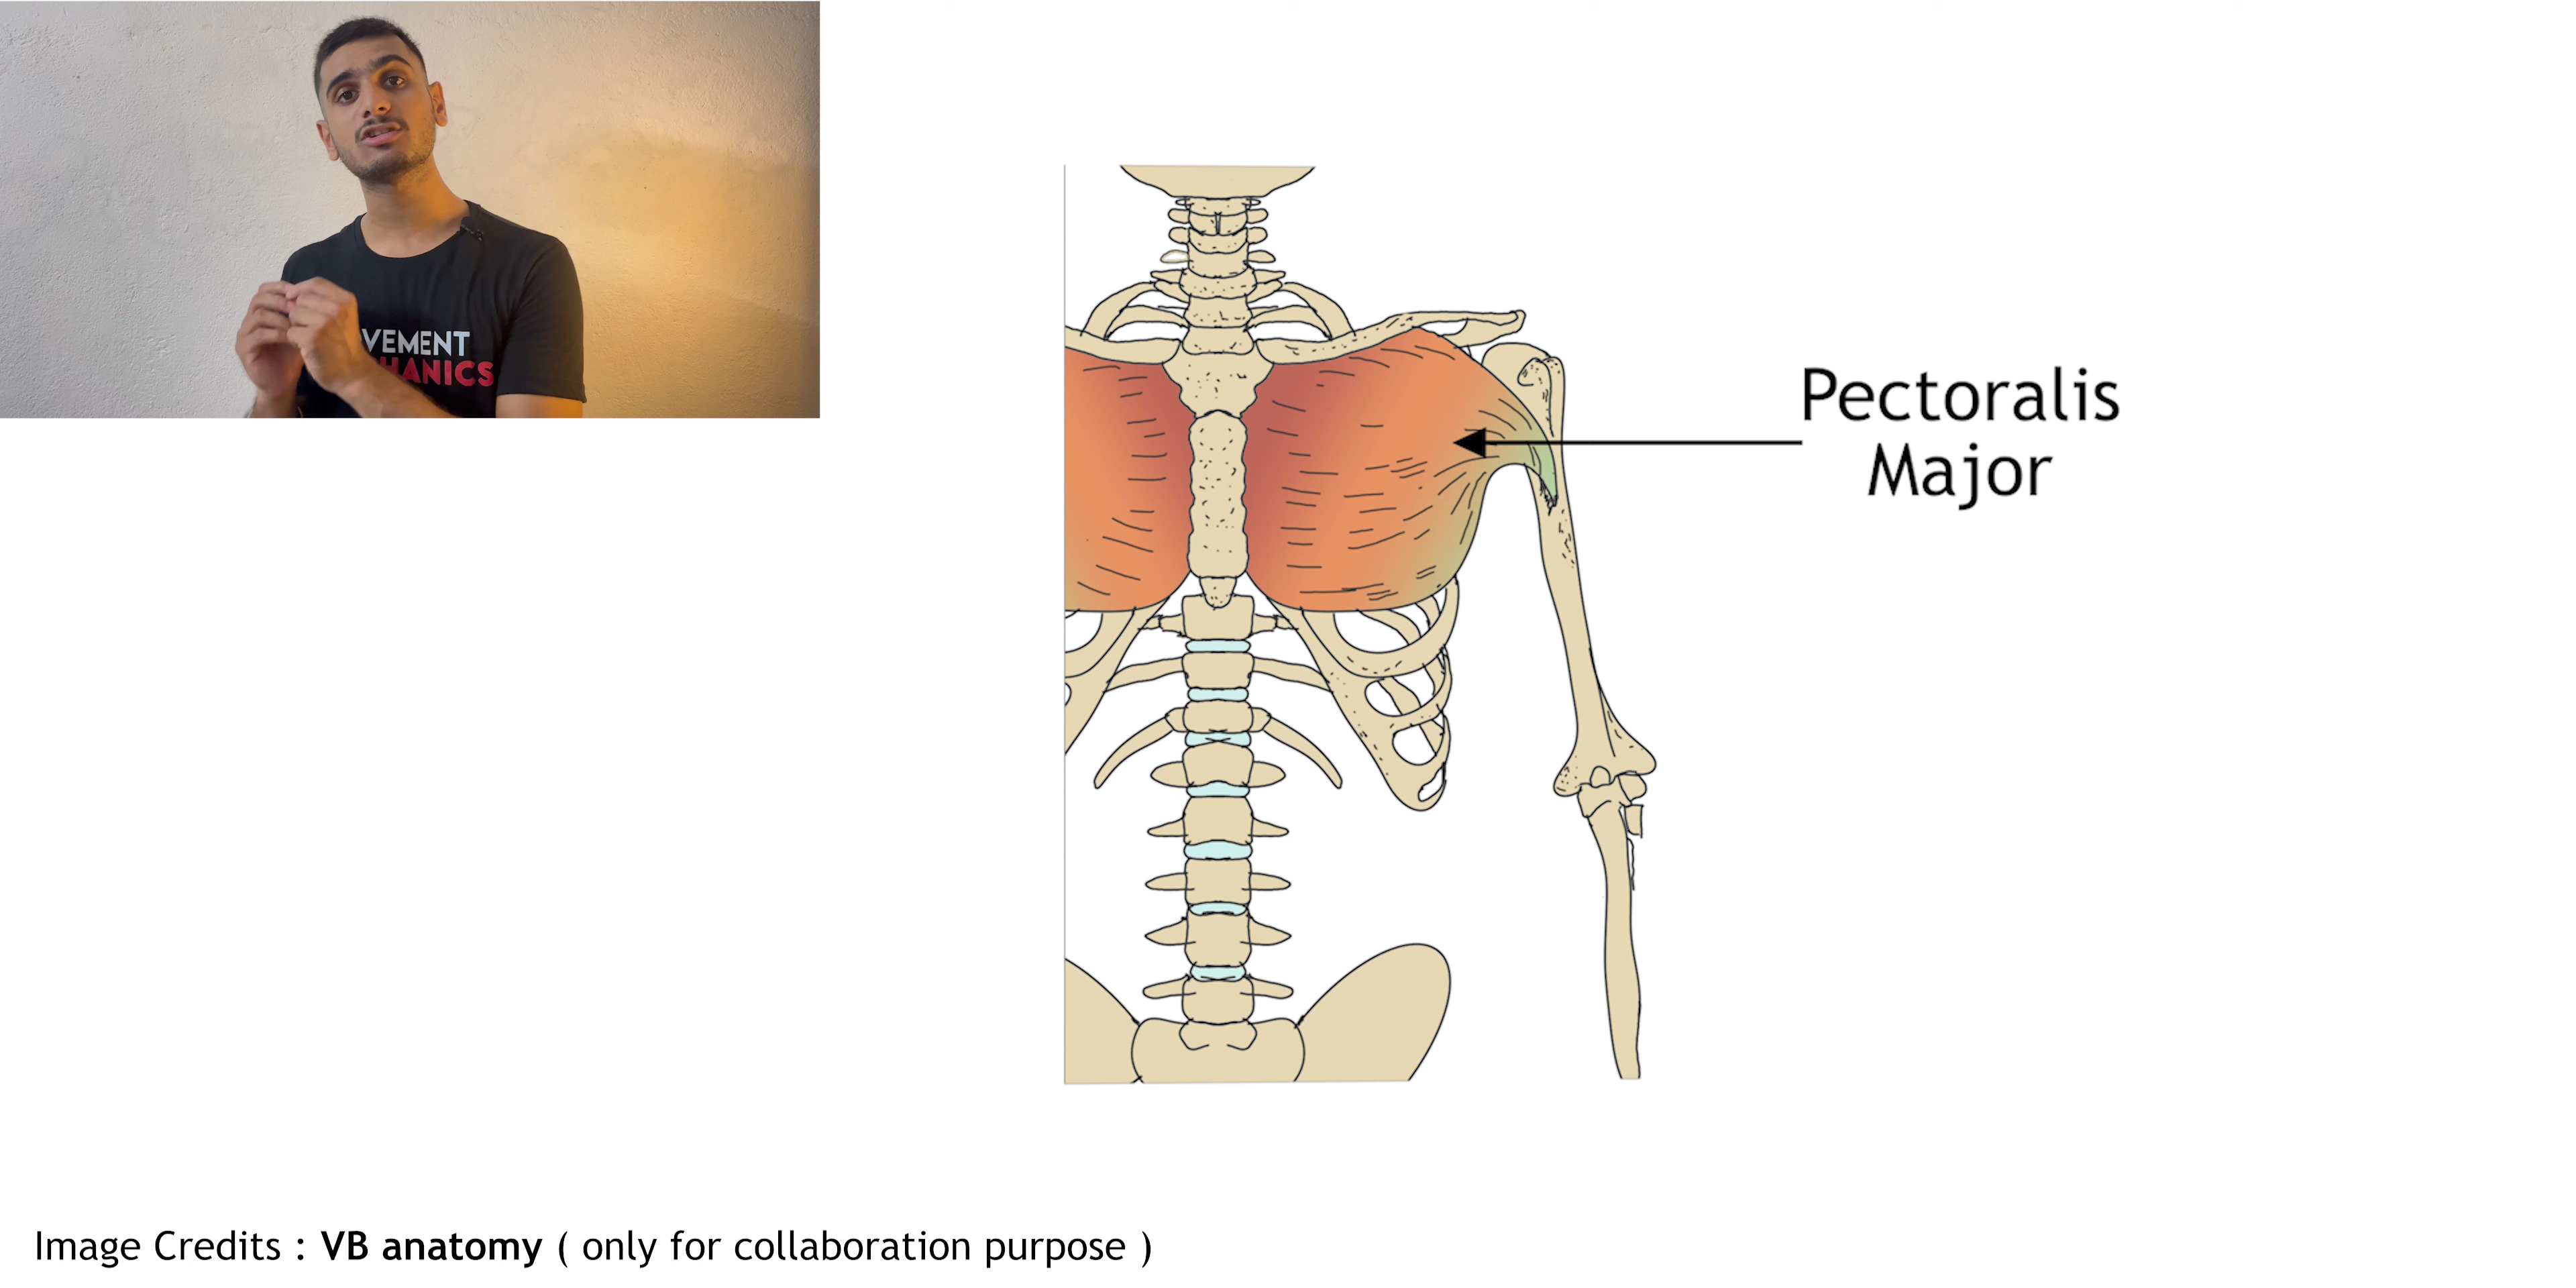 VEMENT
HANICS
Pectoralis
Major
Image Credits : VB anatomy ( only for collaboration purpose )